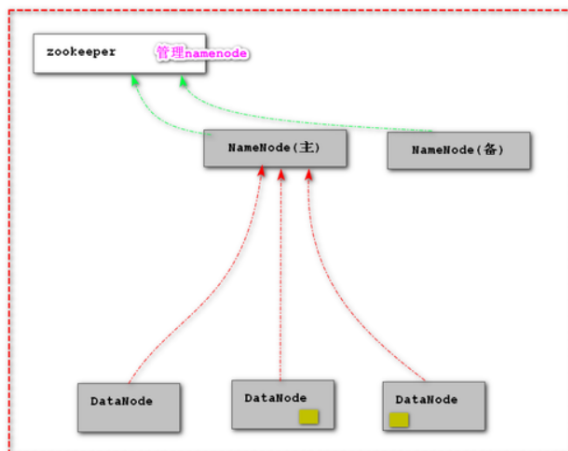 zookeeper 管理namenode
NameNode(主) NameNode(备)
DataNode DataNode DataNode